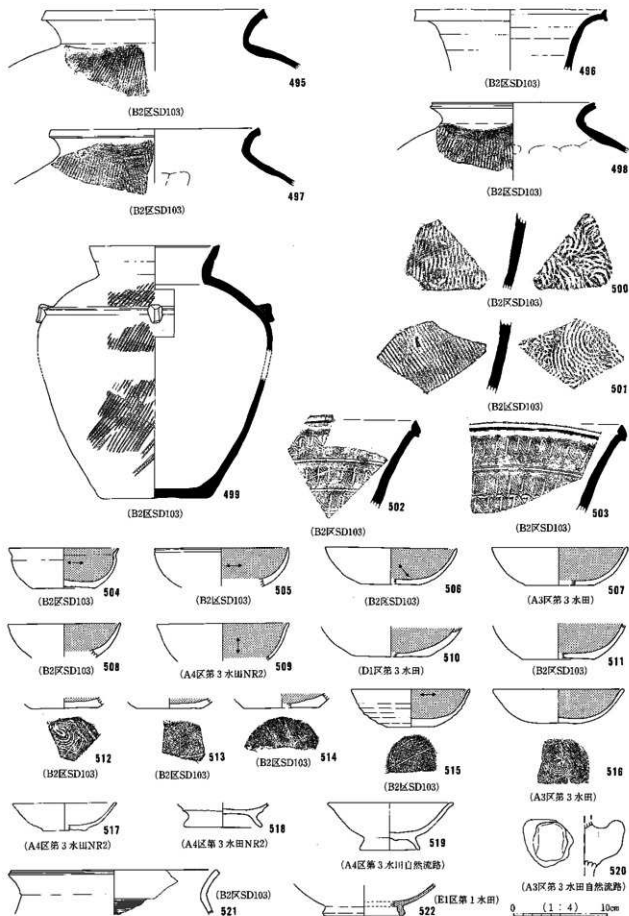 495
(B2区SD103)
496
(B2区SD103)
497
(B2区SD103)
498
(B2区SD103)
499
(B2区SD103)
500
(B2区SD103)
501
(B2区SD103)
502
(B2区SD103)
503
(B2区SD103)
504
(B2区SD103)
505
(B2区SD103)
506
(B2区SD103)
507
(A3区第3水田)
508
(B2区SD103)
509
(A4区第3水田NR2)
510
(D1区第3水田)
511
(B2区SD103)
512
(B2区SD103)
513
(B2区SD103)
514
(B2区SD103)
515
(B2区SD103)
516
(A3区第3水田)
517
(A4区第3水田NR2)
518
(A4区第3水田NR2)
519
(A4区第3水田自然流路)
520
(A3区第3水田自然流路)
521
(B2区SD103)
522
(E1区第1水田)
0 (1:4) 10cm